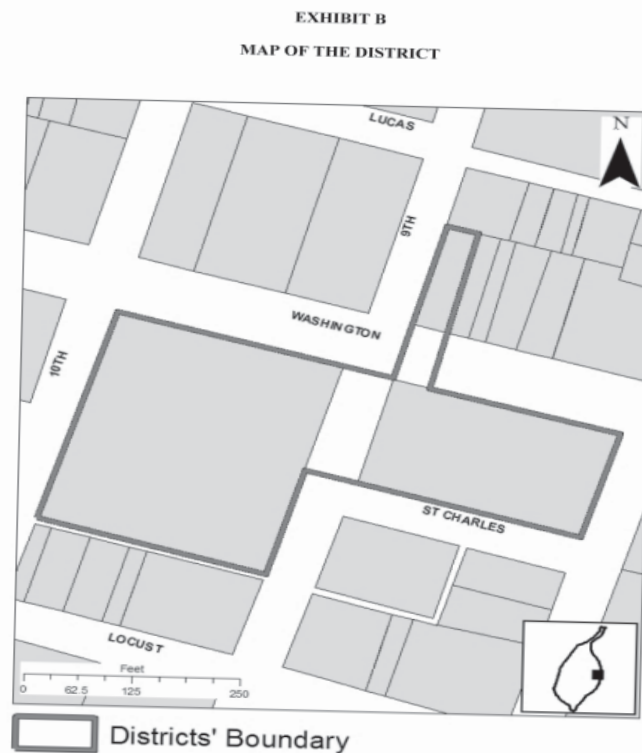 EXHIBIT B
MAP OF THE DISTRICT
LUCAS
N
9TH
WASHINGTON
10TH
ST CHARLES
LOCUST
Feet
0 62.5 125 250
Districts' Boundary